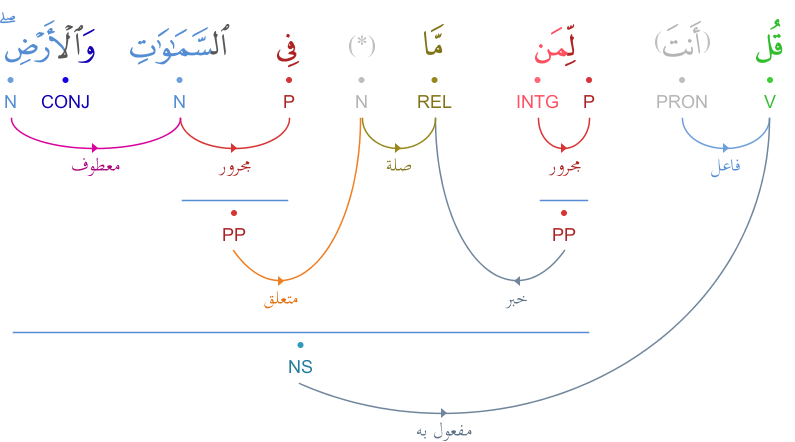 قُل (أَنتَ) لِّمَن مَّا (*) فِى ٱلسَّمَـٰوَٰتِ وَٱلْأَرْضِ ۖ
V PRON P INTG REL N P N CONJ N
فاعل مجرور صلة مجرور معطوف
PP PP
خبر متعلق
NS
مفعول به